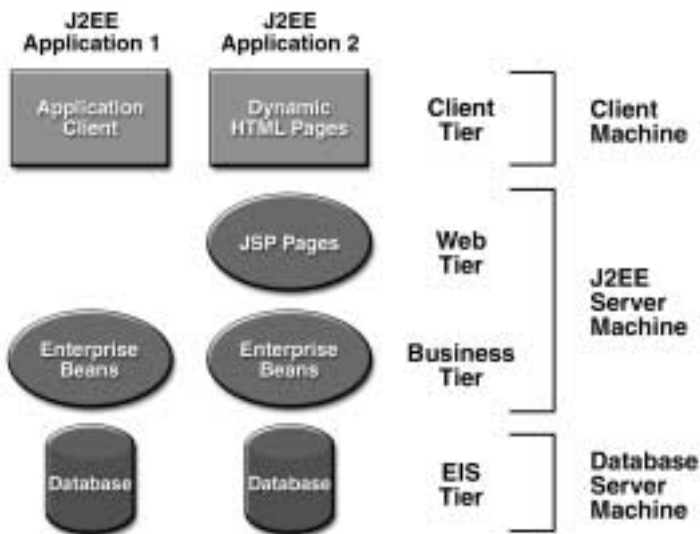 J2EE
Application 1
J2EE
Application 2
Application
Client
Dynamic
HTML Pages
Client
Tier
Client
Machine
JSP Pages
Web
Tier
J2EE
Server
Machine
Enterprise
Beans
Enterprise
Beans
Business
Tier
Database
Database
EIS
Tier
Database
Server
Machine